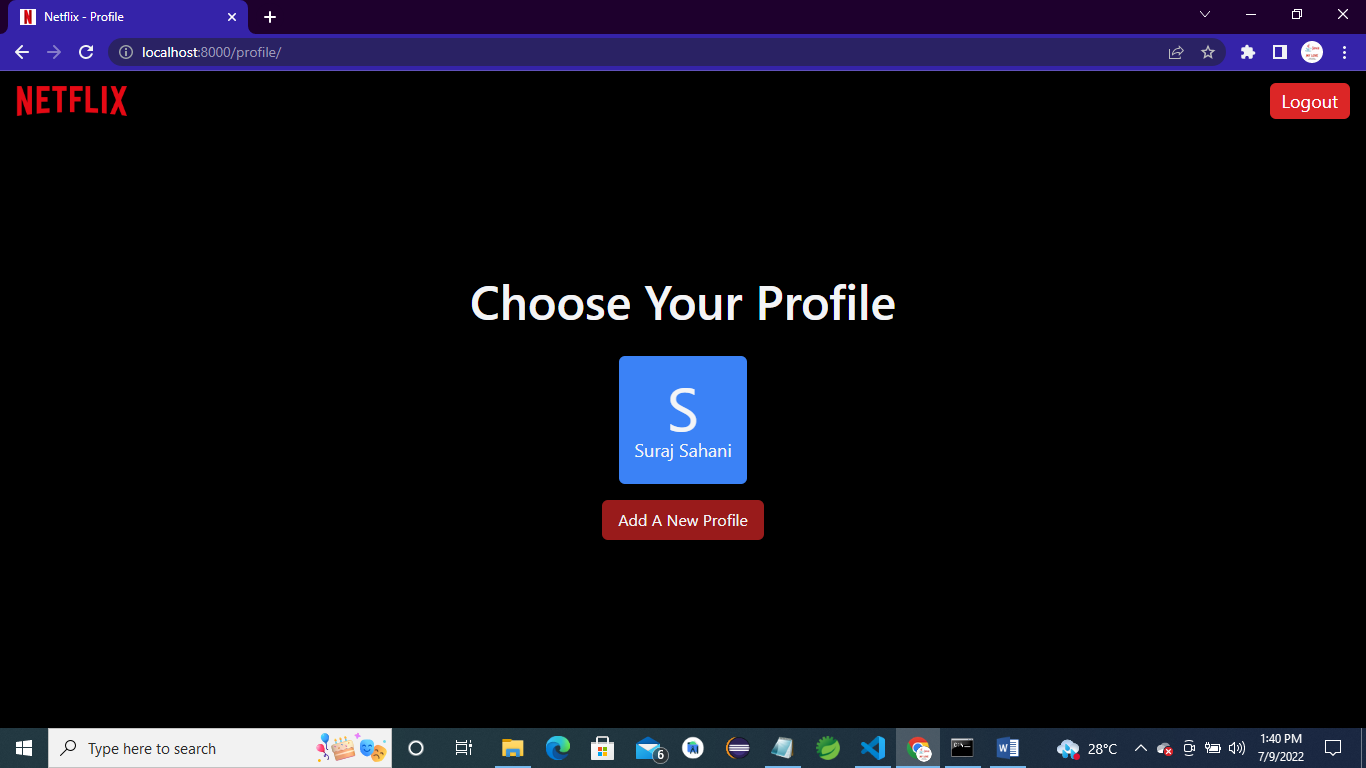 Netflix - Profile
localhost:8000/profile/
NETFLIX
Logout
Choose Your Profile
S
Suraj Sahani
Add A New Profile
Type here to search
6
28°C
1:40 PM
7/9/2022